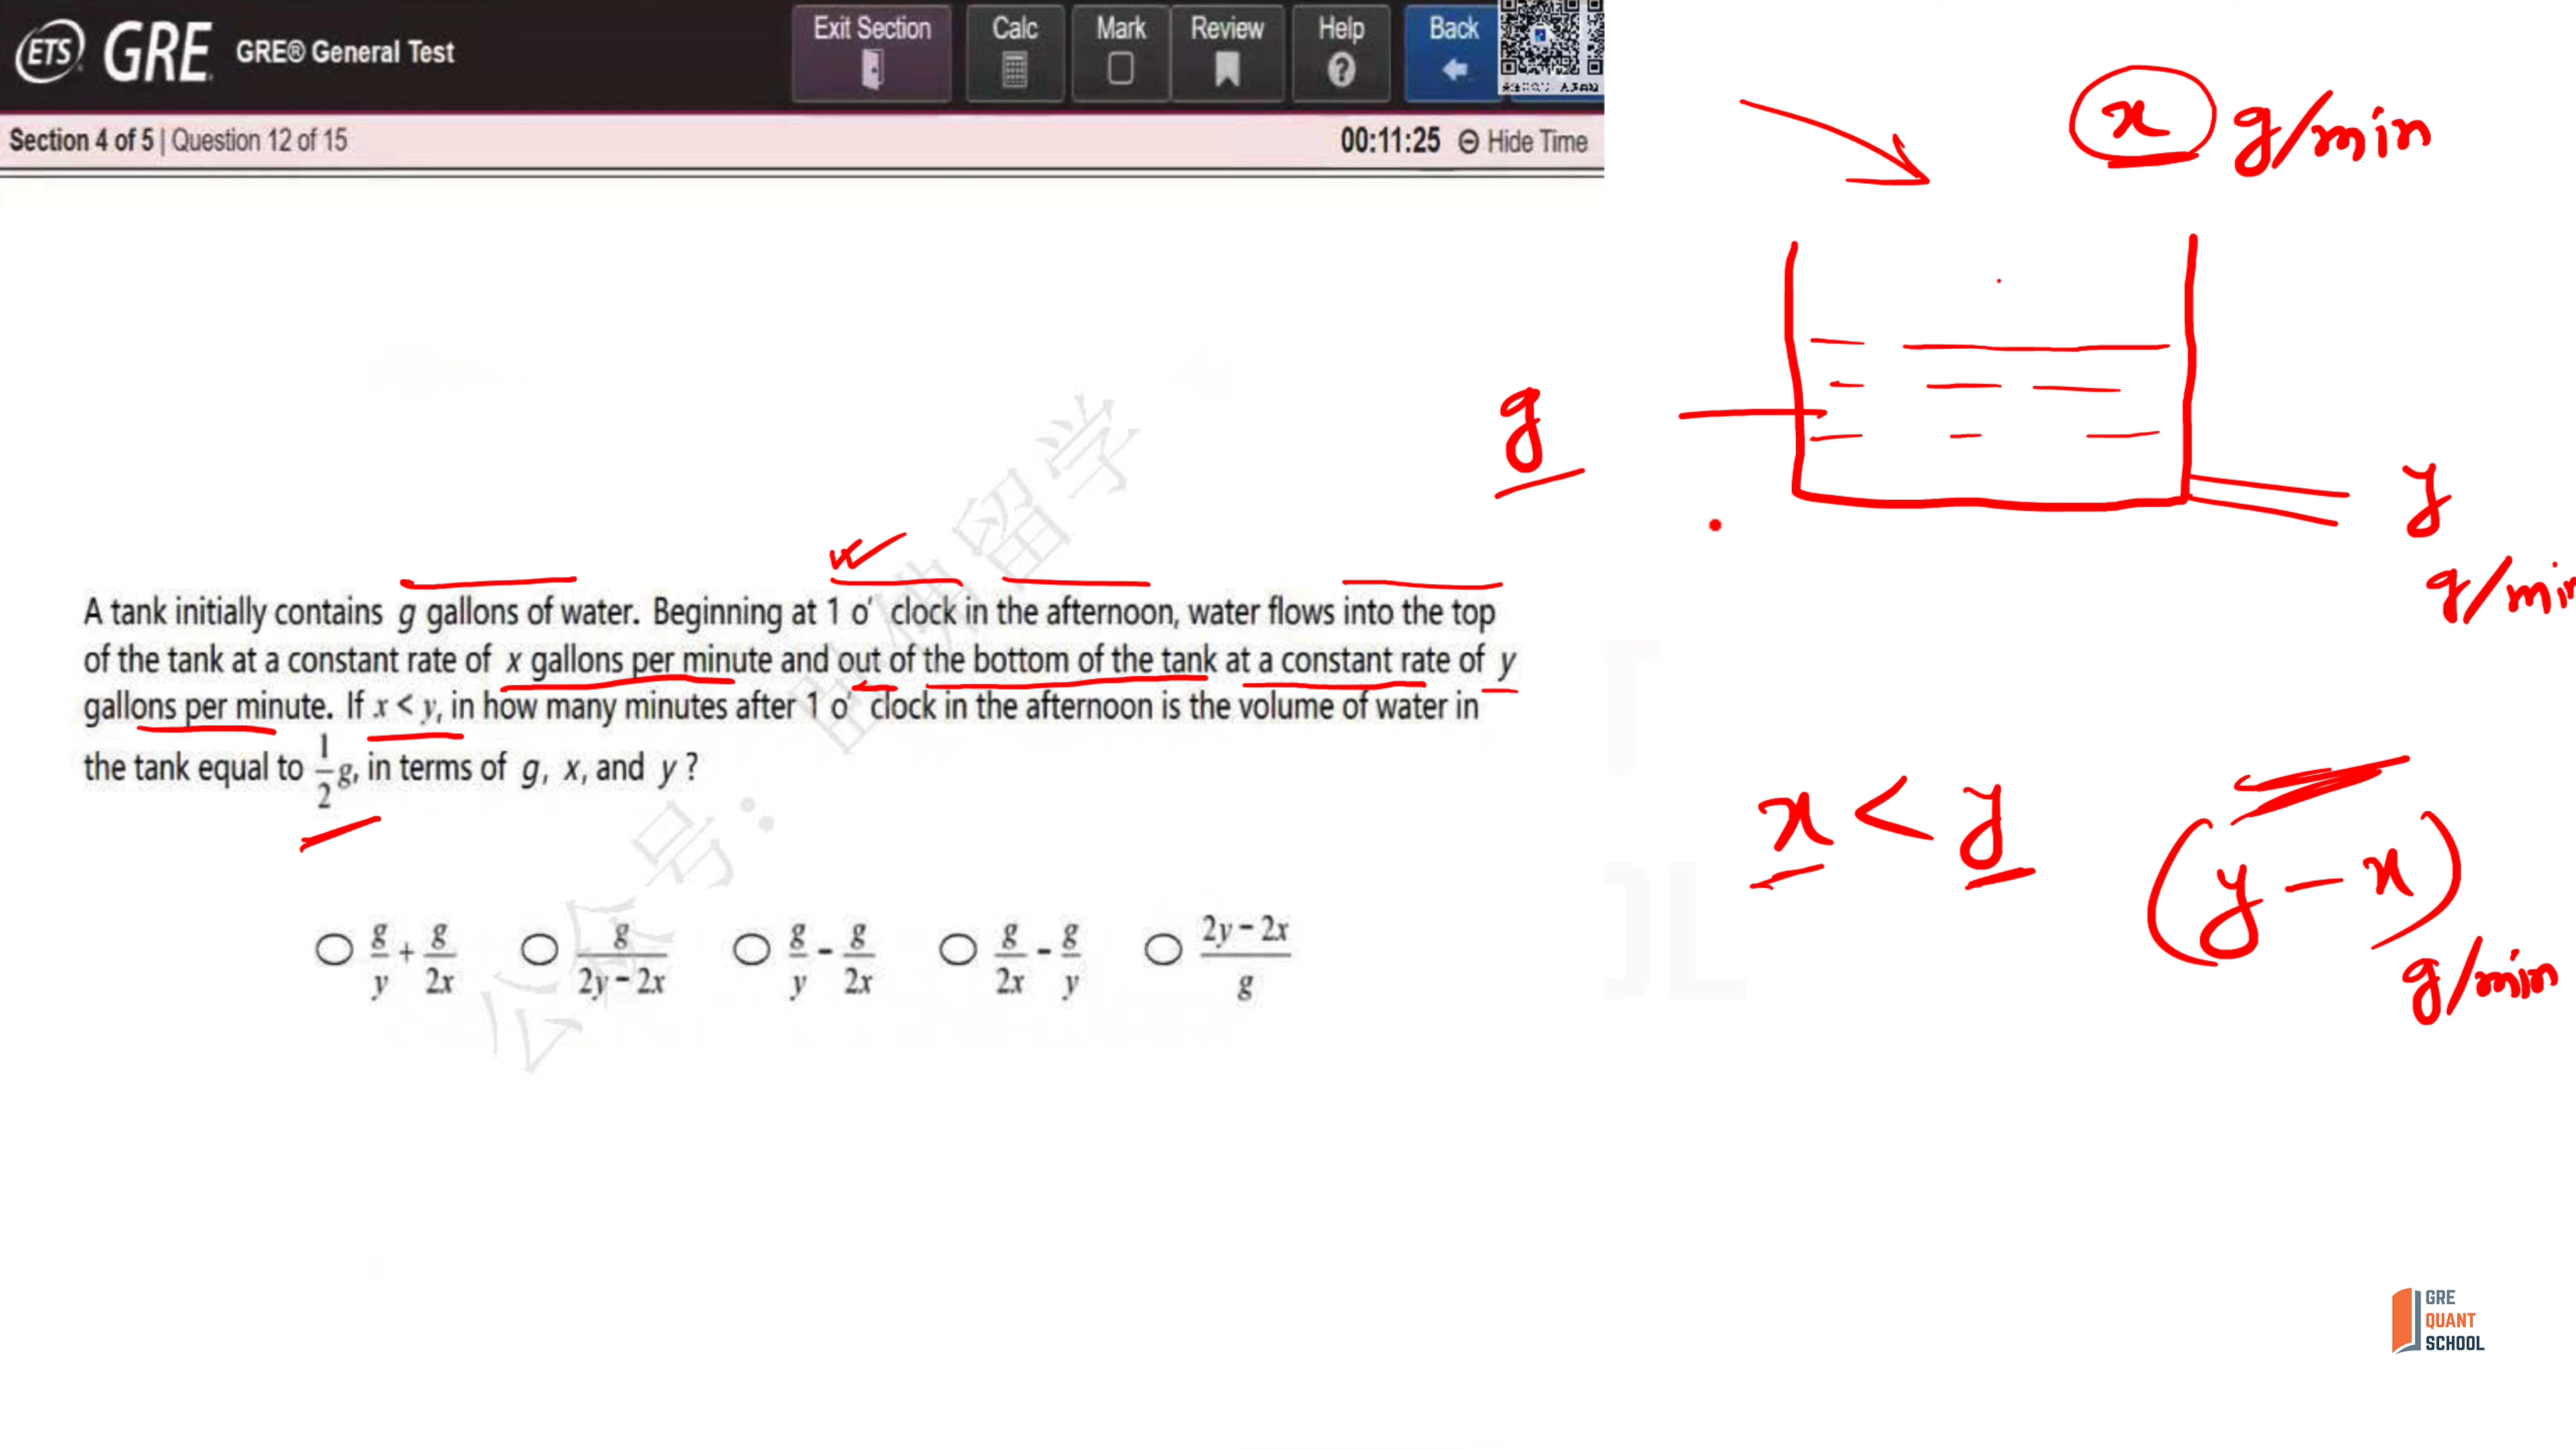 ETS GRE GRE® General Test
Exit Section
Calc
Mark
Review
Help
Back
Section 4 of 5 | Question 12 of 15
00:11:25 Hide Time
x g/min
g
y
g/min
A tank initially contains g gallons of water. Beginning at 1 o' clock in the afternoon, water flows into the top
of the tank at a constant rate of x gallons per minute and out of the bottom of the tank at a constant rate of y
gallons per minute. If x < y, in how many minutes after 1 o' clock in the afternoon is the volume of water in
the tank equal to 1/2 g, in terms of g, x, and y ?
x < y
(y − x)
g/min
g/y + g/2x
g/2y − 2x
g/y - g/2x
g/2x - g/y
2y − 2x/g
公众号:
留学
GRE
QUANT
SCHOOL